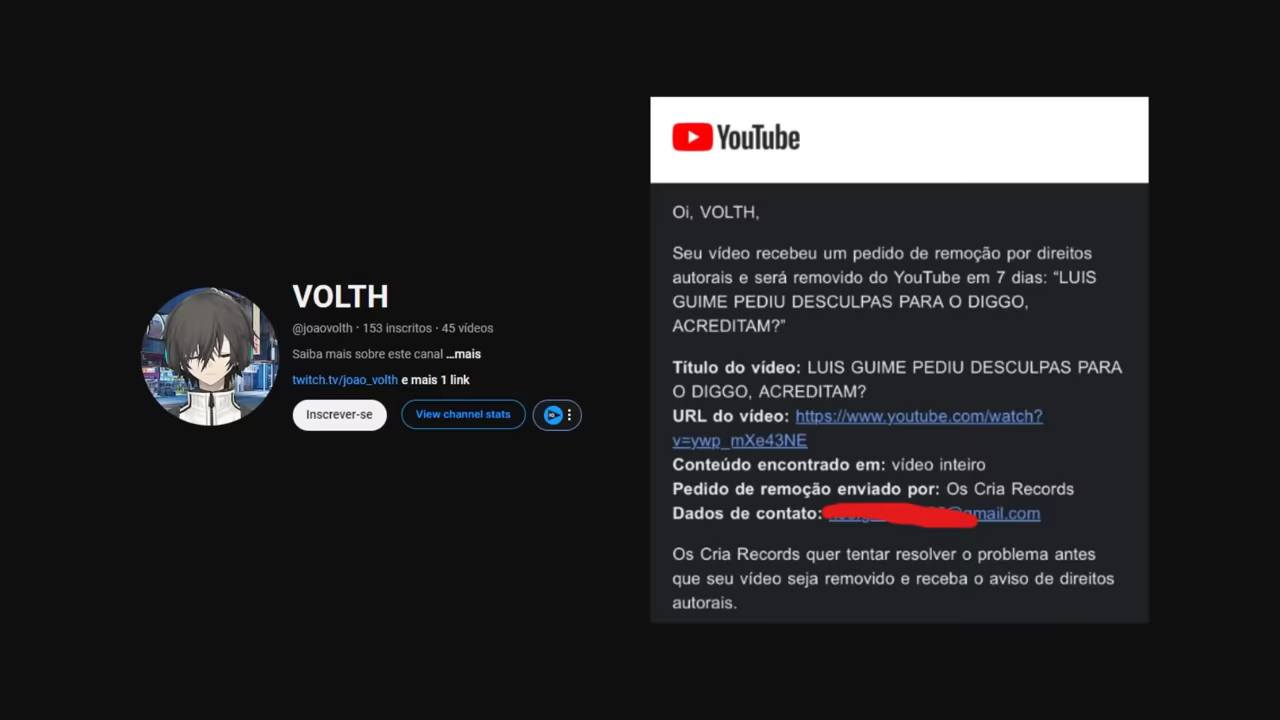 VOLTH
@joaovolth · 153 inscritos · 45 vídeos
Saiba mais sobre este canal ...mais
twitch.tv/joao_volth e mais 1 link
Inscrever-se
View channel stats
YouTube
Oi, VOLTH,
Seu vídeo recebeu um pedido de remoção por direitos
autorais e será removido do YouTube em 7 dias: “LUIS
GUIME PEDIU DESCULPAS PARA O DIGGO,
ACREDITAM?”
Título do vídeo: LUIS GUIME PEDIU DESCULPAS PARA
O DIGGO, ACREDITAM?
URL do vídeo: https://www.youtube.com/watch?
v=ywp_mXe43NE
Conteúdo encontrado em: vídeo inteiro
Pedido de remoção enviado por: Os Cria Records
Dados de contato: @gmail.com
Os Cria Records quer tentar resolver o problema antes
que seu vídeo seja removido e receba o aviso de direitos
autorais.